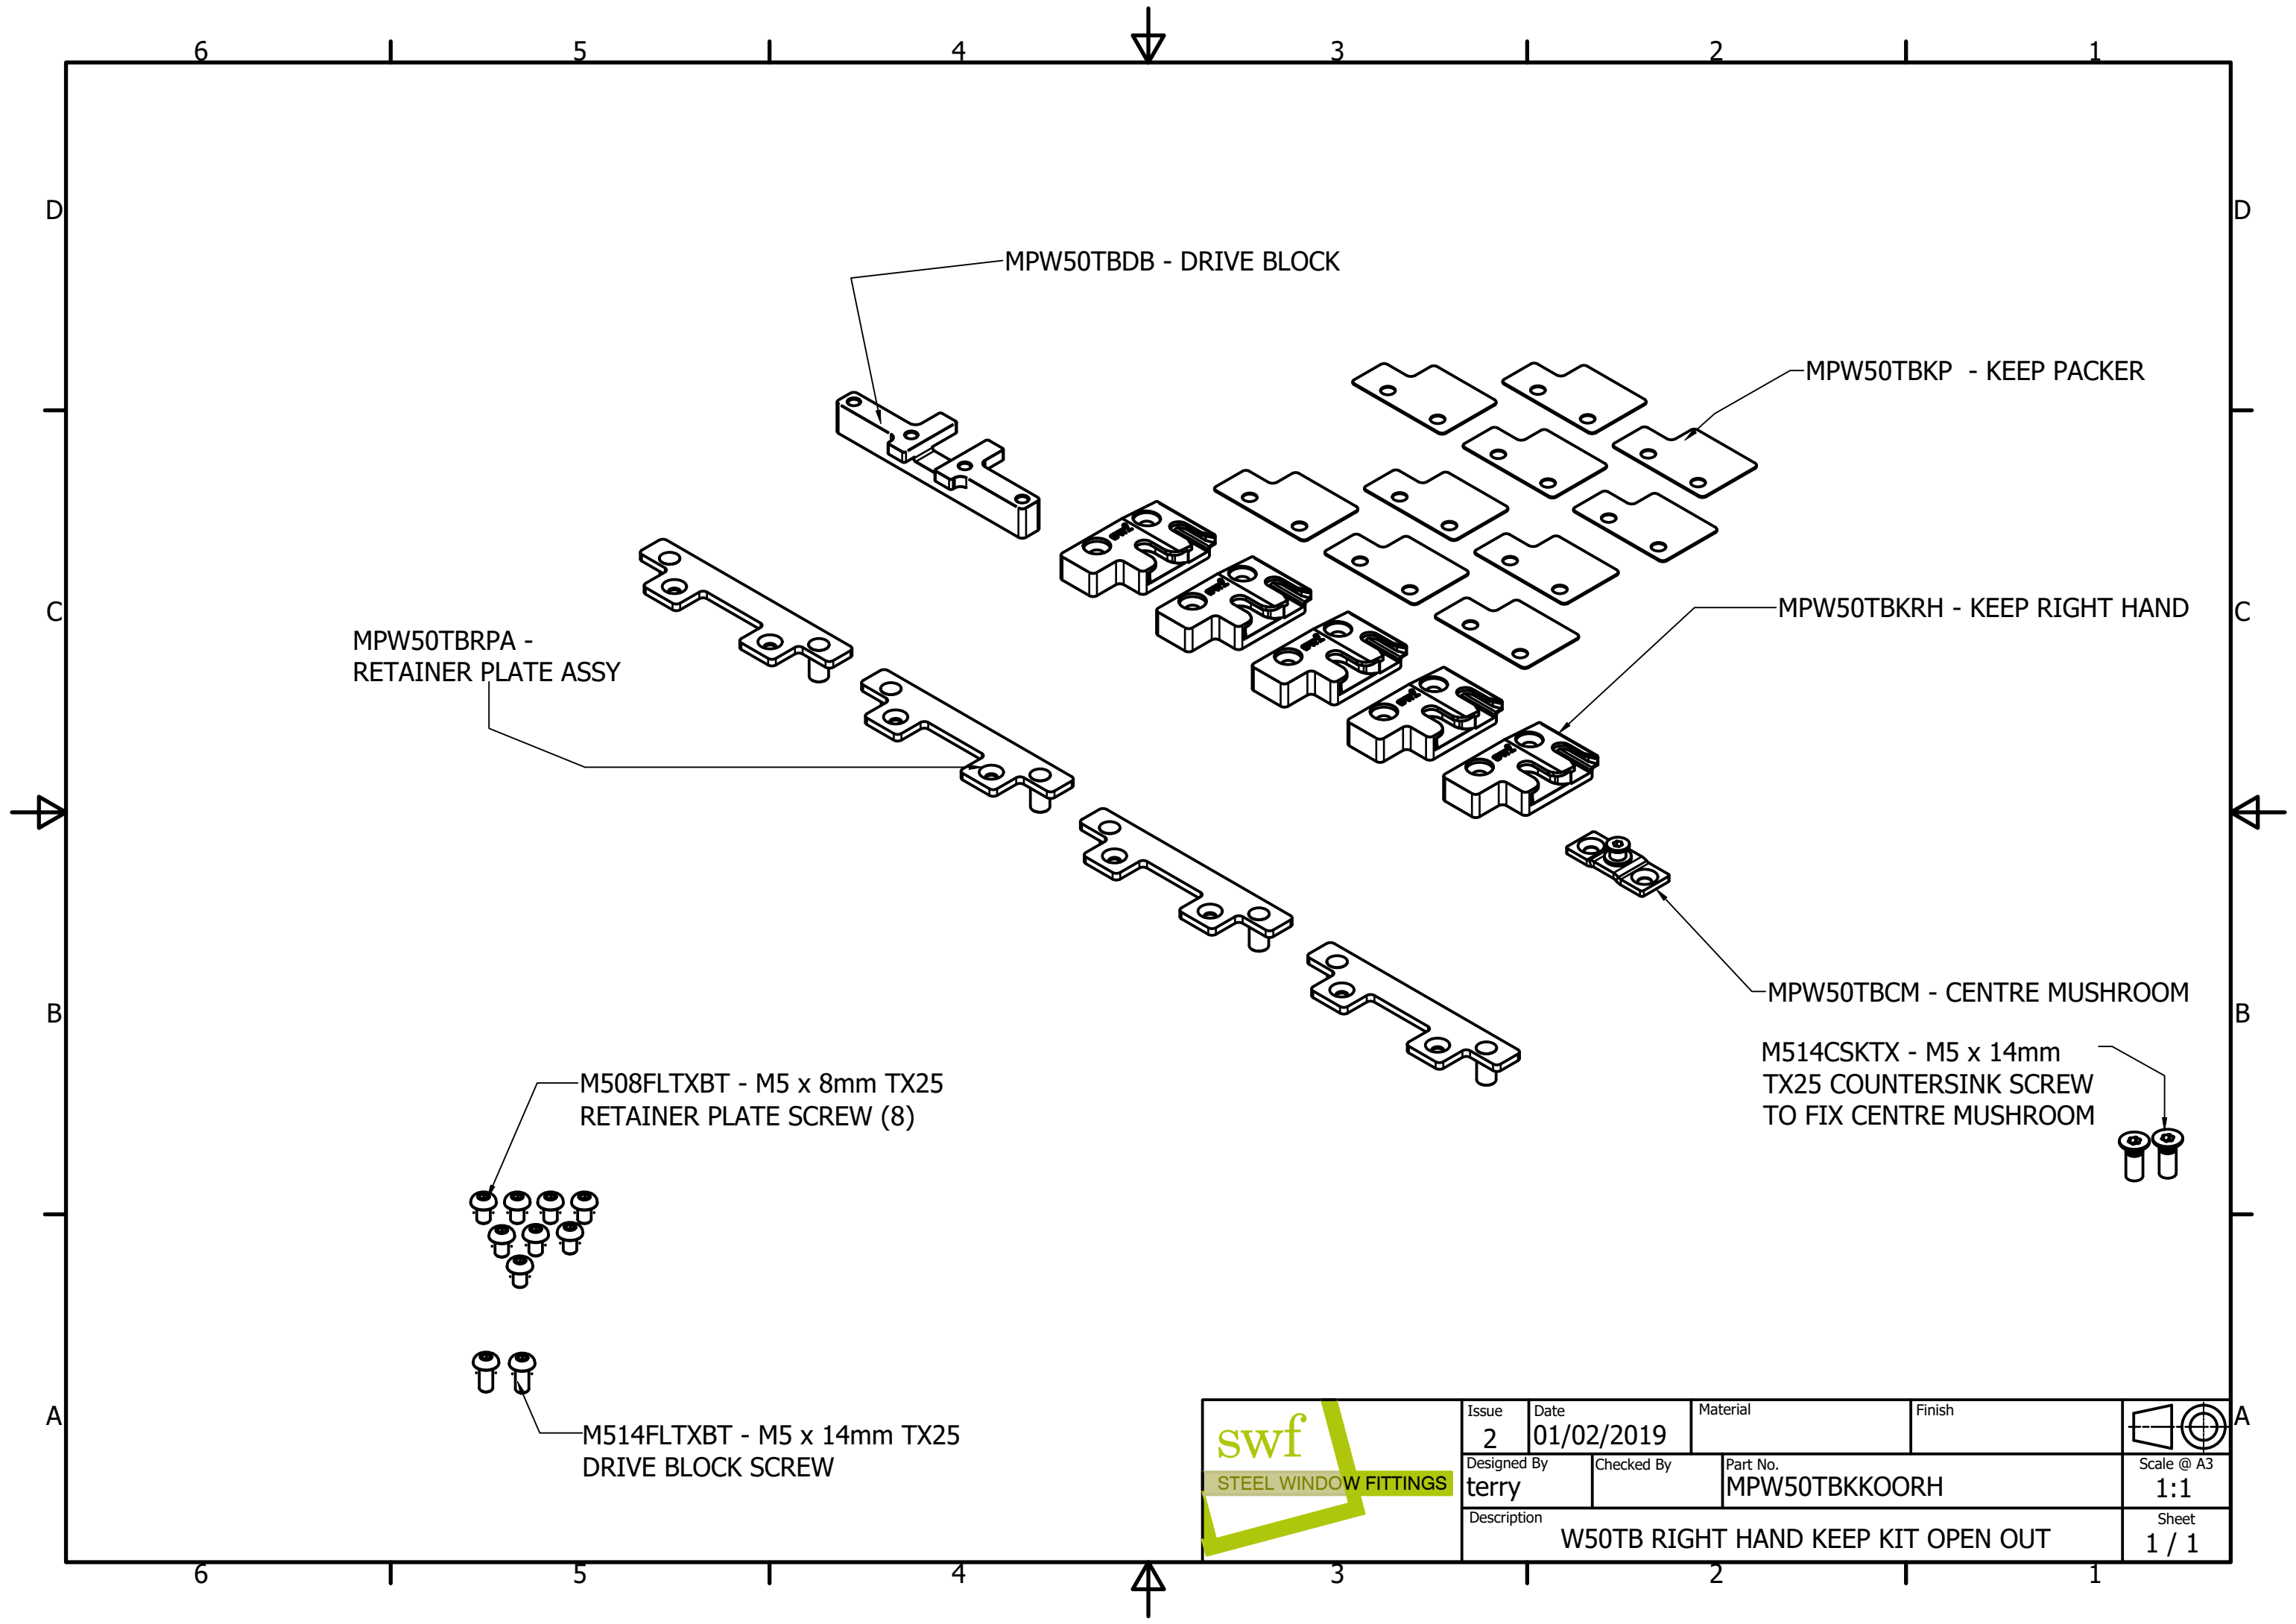 6 5 4 3 2 1
D D
MPW50TBDB - DRIVE BLOCK
MPW50TBKP - KEEP PACKER
C C
MPW50TBKRH - KEEP RIGHT HAND
MPW50TBRPA -
RETAINER PLATE ASSY
MPW50TBCM - CENTRE MUSHROOM
B B
M514CSKTX - M5 x 14mm
TX25 COUNTERSINK SCREW
TO FIX CENTRE MUSHROOM
M508FLTXBT - M5 x 8mm TX25
RETAINER PLATE SCREW (8)
A A
M514FLTXBT - M5 x 14mm TX25
DRIVE BLOCK SCREW
swf
STEEL WINDOW FITTINGS
Issue
2
Date
01/02/2019
Material
Finish
Designed By
terry
Checked By
Part No.
MPW50TBKKOORH
Scale @ A3
1:1
Description
W50TB RIGHT HAND KEEP KIT OPEN OUT
Sheet
1 / 1
6 5 4 3 2 1